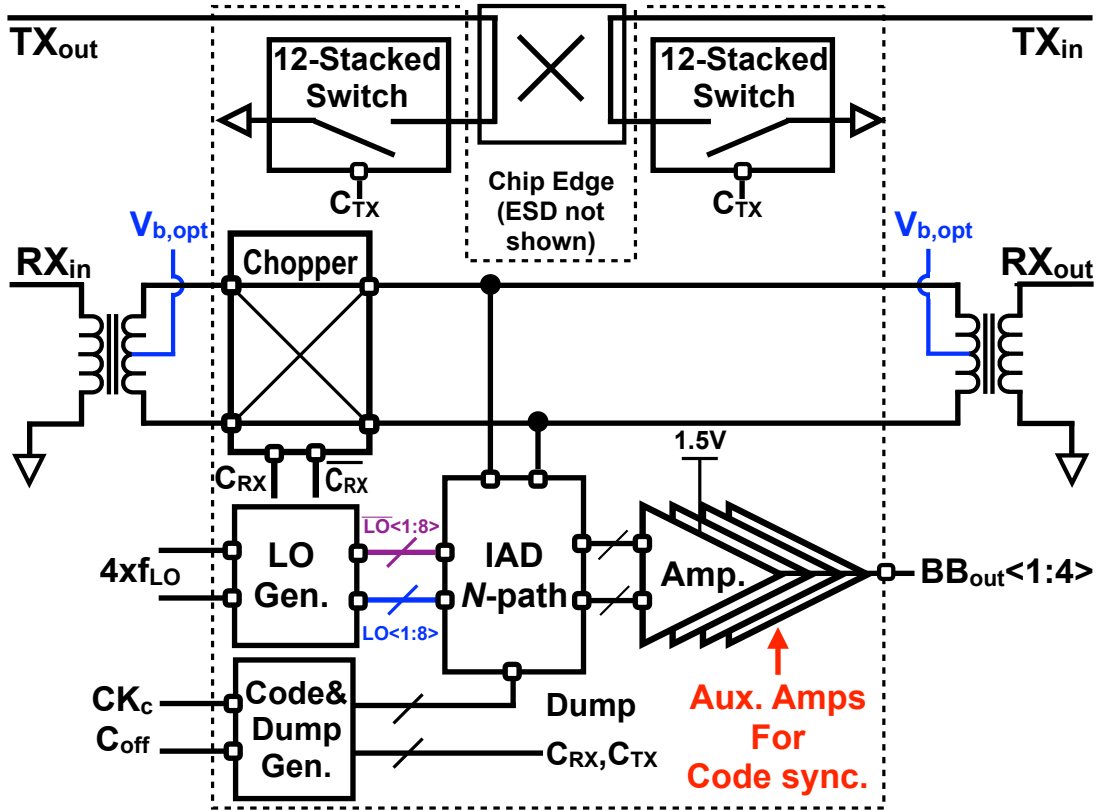 TXout
TXin
12-Stacked
Switch
12-Stacked
Switch
CTX
CTX
Chip Edge
(ESD not
shown)
Vb,opt
Vb,opt
RXin
RXout
Chopper
CRX
C̅R̅X̅
1.5V
4xfLO
LO
Gen.
L̅O̅<1:8>
LO<1:8>
IAD
N-path
Amp.
BBout<1:4>
CKc
Coff
Code&
Dump
Gen.
Dump
CRX,CTX
Aux. Amps
For
Code sync.